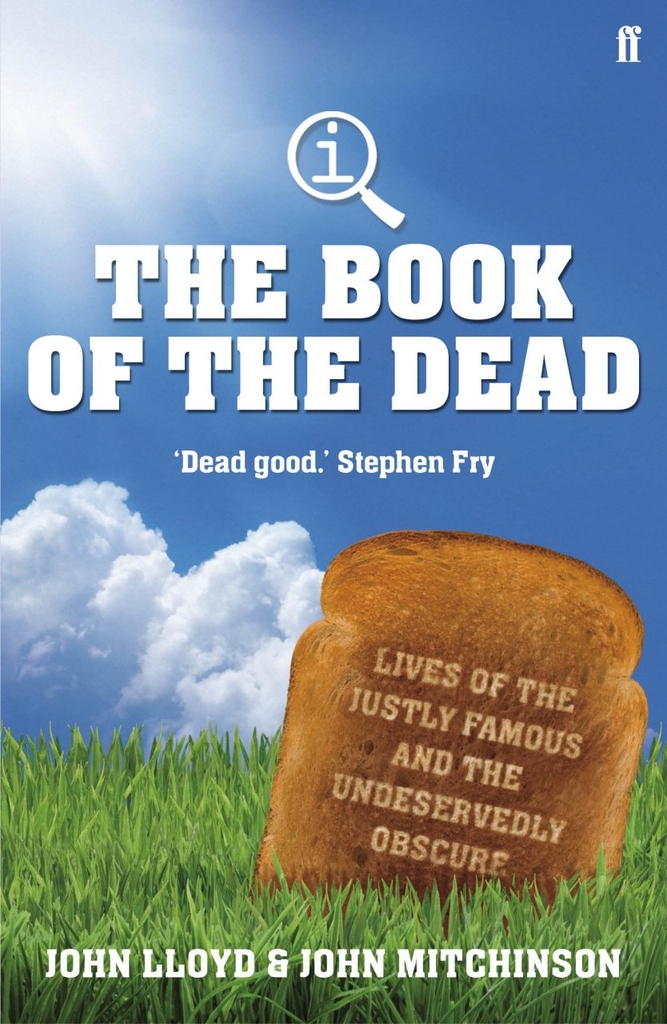 ff
i
THE BOOK
OF THE DEAD
‘Dead good.’ Stephen Fry
LIVES OF THE
JUSTLY FAMOUS
AND THE
UNDESERVEDLY
OBSCURE
JOHN LLOYD & JOHN MITCHINSON